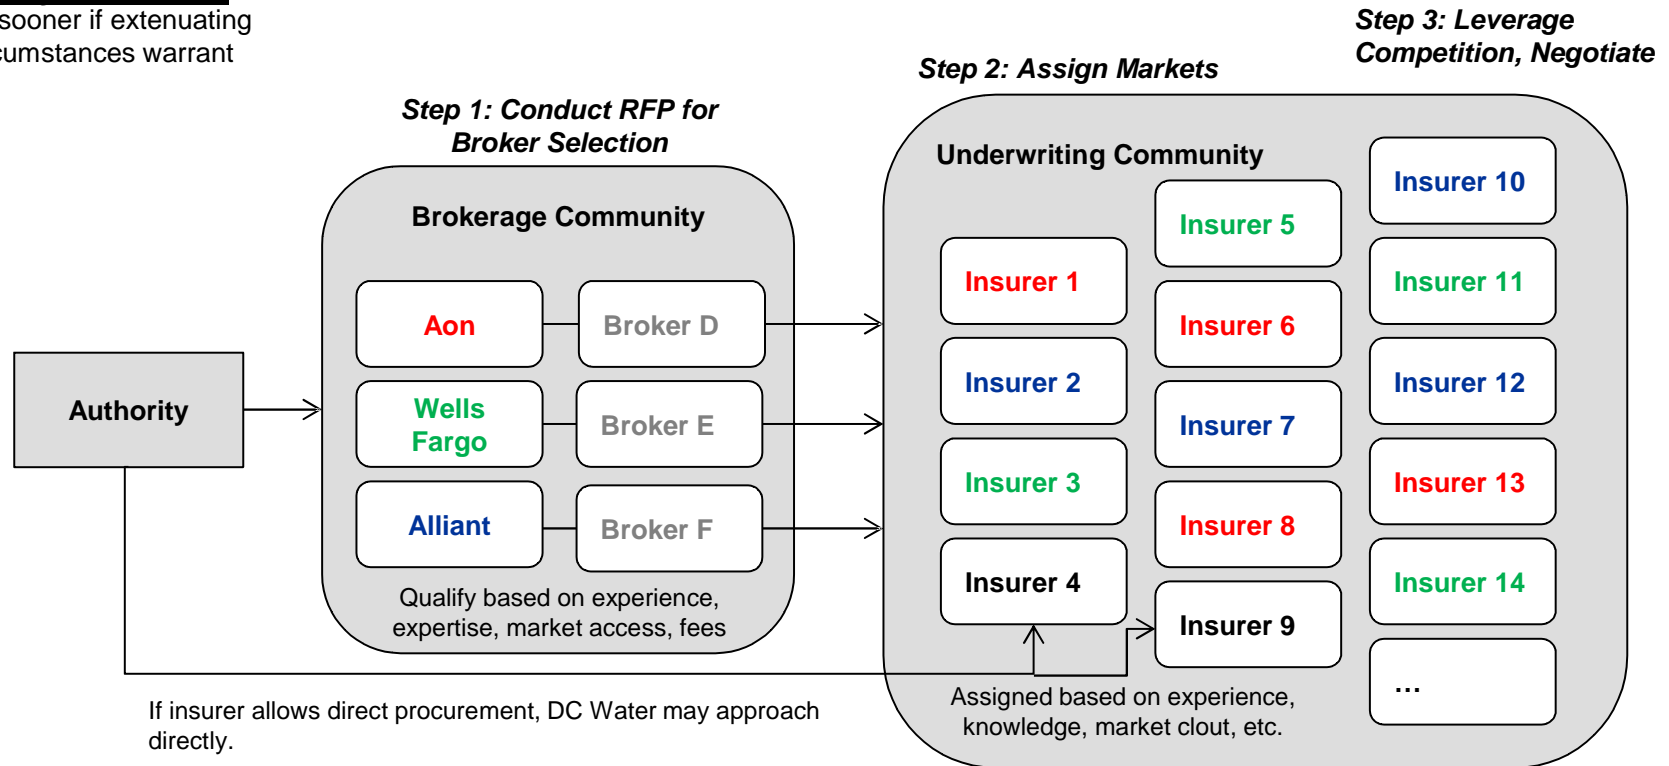 sooner if extenuating
cumstances warrant
Step 3: Leverage
Competition, Negotiate
Step 2: Assign Markets
Step 1: Conduct RFP for
Broker Selection
Underwriting Community
Brokerage Community
Authority
Aon
Broker D
Wells
Fargo
Broker E
Alliant
Broker F
Qualify based on experience,
expertise, market access, fees
Insurer 1
Insurer 2
Insurer 3
Insurer 4
Insurer 5
Insurer 6
Insurer 7
Insurer 8
Insurer 9
Insurer 10
Insurer 11
Insurer 12
Insurer 13
Insurer 14
...
Assigned based on experience,
knowledge, market clout, etc.
If insurer allows direct procurement, DC Water may approach
directly.